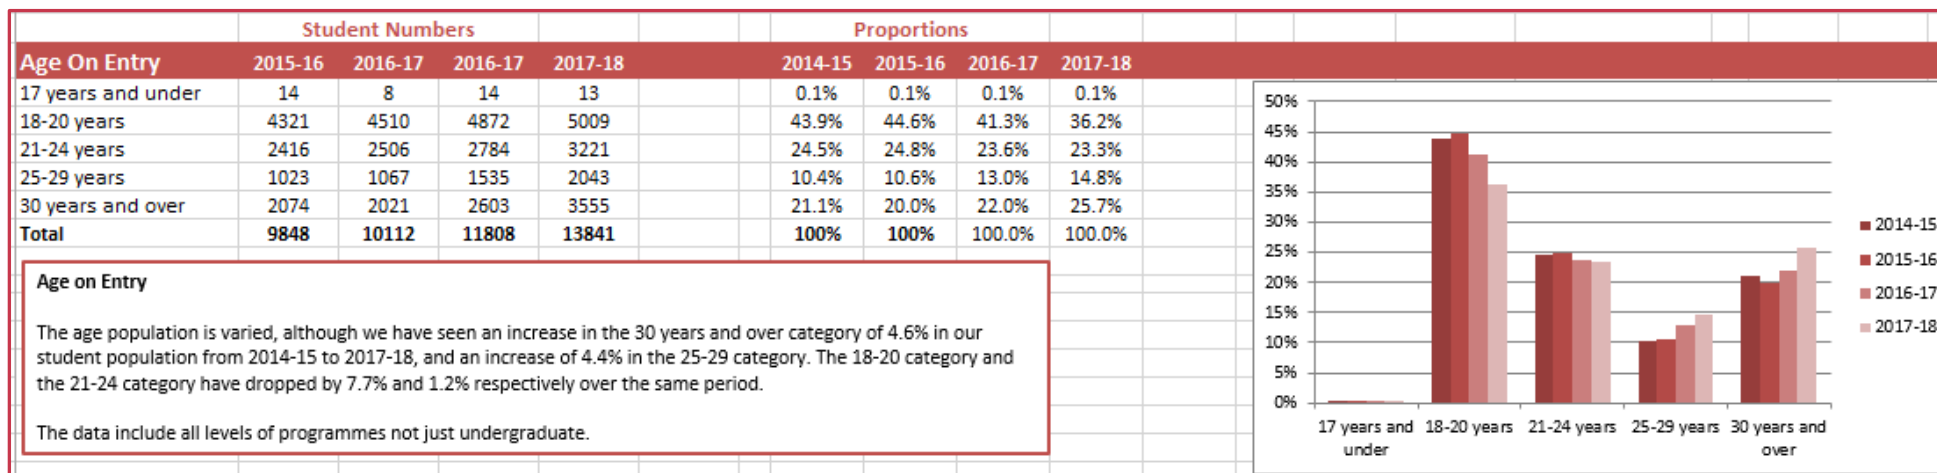 Student Numbers Proportions
Age On Entry 2015-16 2016-17 2016-17 2017-18 2014-15 2015-16 2016-17 2017-18
17 years and under 14 8 14 13 0.1% 0.1% 0.1% 0.1%
18-20 years 4321 4510 4872 5009 43.9% 44.6% 41.3% 36.2%
21-24 years 2416 2506 2784 3221 24.5% 24.8% 23.6% 23.3%
25-29 years 1023 1067 1535 2043 10.4% 10.6% 13.0% 14.8%
30 years and over 2074 2021 2603 3555 21.1% 20.0% 22.0% 25.7%
Total 9848 10112 11808 13841 100% 100% 100.0% 100.0%
Age on Entry
The age population is varied, although we have seen an increase in the 30 years and over category of 4.6% in our
student population from 2014-15 to 2017-18, and an increase of 4.4% in the 25-29 category. The 18-20 category and
the 21-24 category have dropped by 7.7% and 1.2% respectively over the same period.
The data include all levels of programmes not just undergraduate.
50%
45%
40%
35%
30%
25%
20%
15%
10%
5%
0%
17 years and under
18-20 years
21-24 years
25-29 years
30 years and over
2014-15
2015-16
2016-17
2017-18